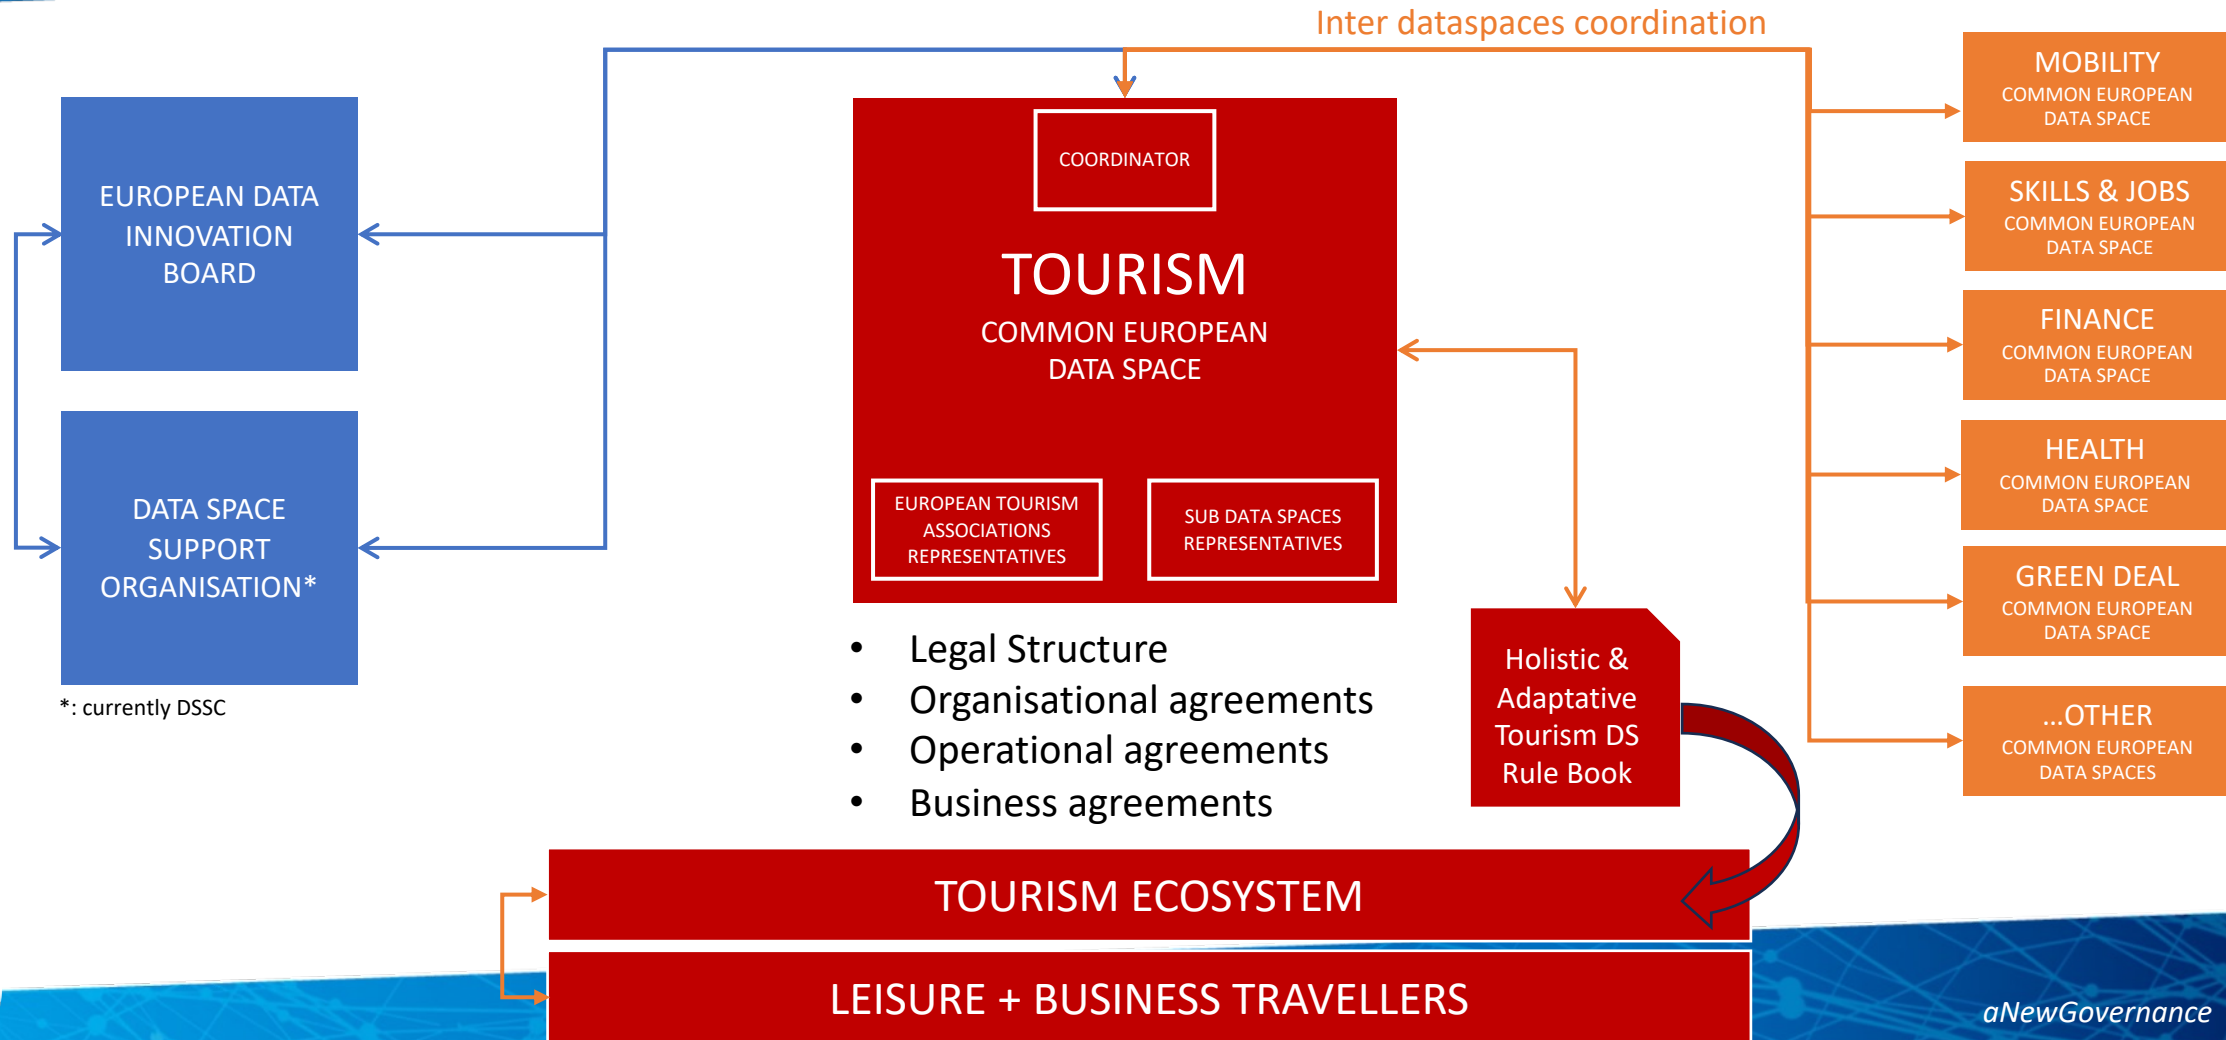 Inter dataspaces coordination
EUROPEAN DATA
INNOVATION
BOARD
DATA SPACE
SUPPORT
ORGANISATION*
*: currently DSSC
COORDINATOR
TOURISM
COMMON EUROPEAN
DATA SPACE
EUROPEAN TOURISM
ASSOCIATIONS
REPRESENTATIVES
SUB DATA SPACES
REPRESENTATIVES
• Legal Structure
• Organisational agreements
• Operational agreements
• Business agreements
Holistic &
Adaptative
Tourism DS
Rule Book
MOBILITY
COMMON EUROPEAN
DATA SPACE
SKILLS & JOBS
COMMON EUROPEAN
DATA SPACE
FINANCE
COMMON EUROPEAN
DATA SPACE
HEALTH
COMMON EUROPEAN
DATA SPACE
GREEN DEAL
COMMON EUROPEAN
DATA SPACE
...OTHER
COMMON EUROPEAN
DATA SPACES
TOURISM ECOSYSTEM
LEISURE + BUSINESS TRAVELLERS
aNewGovernance